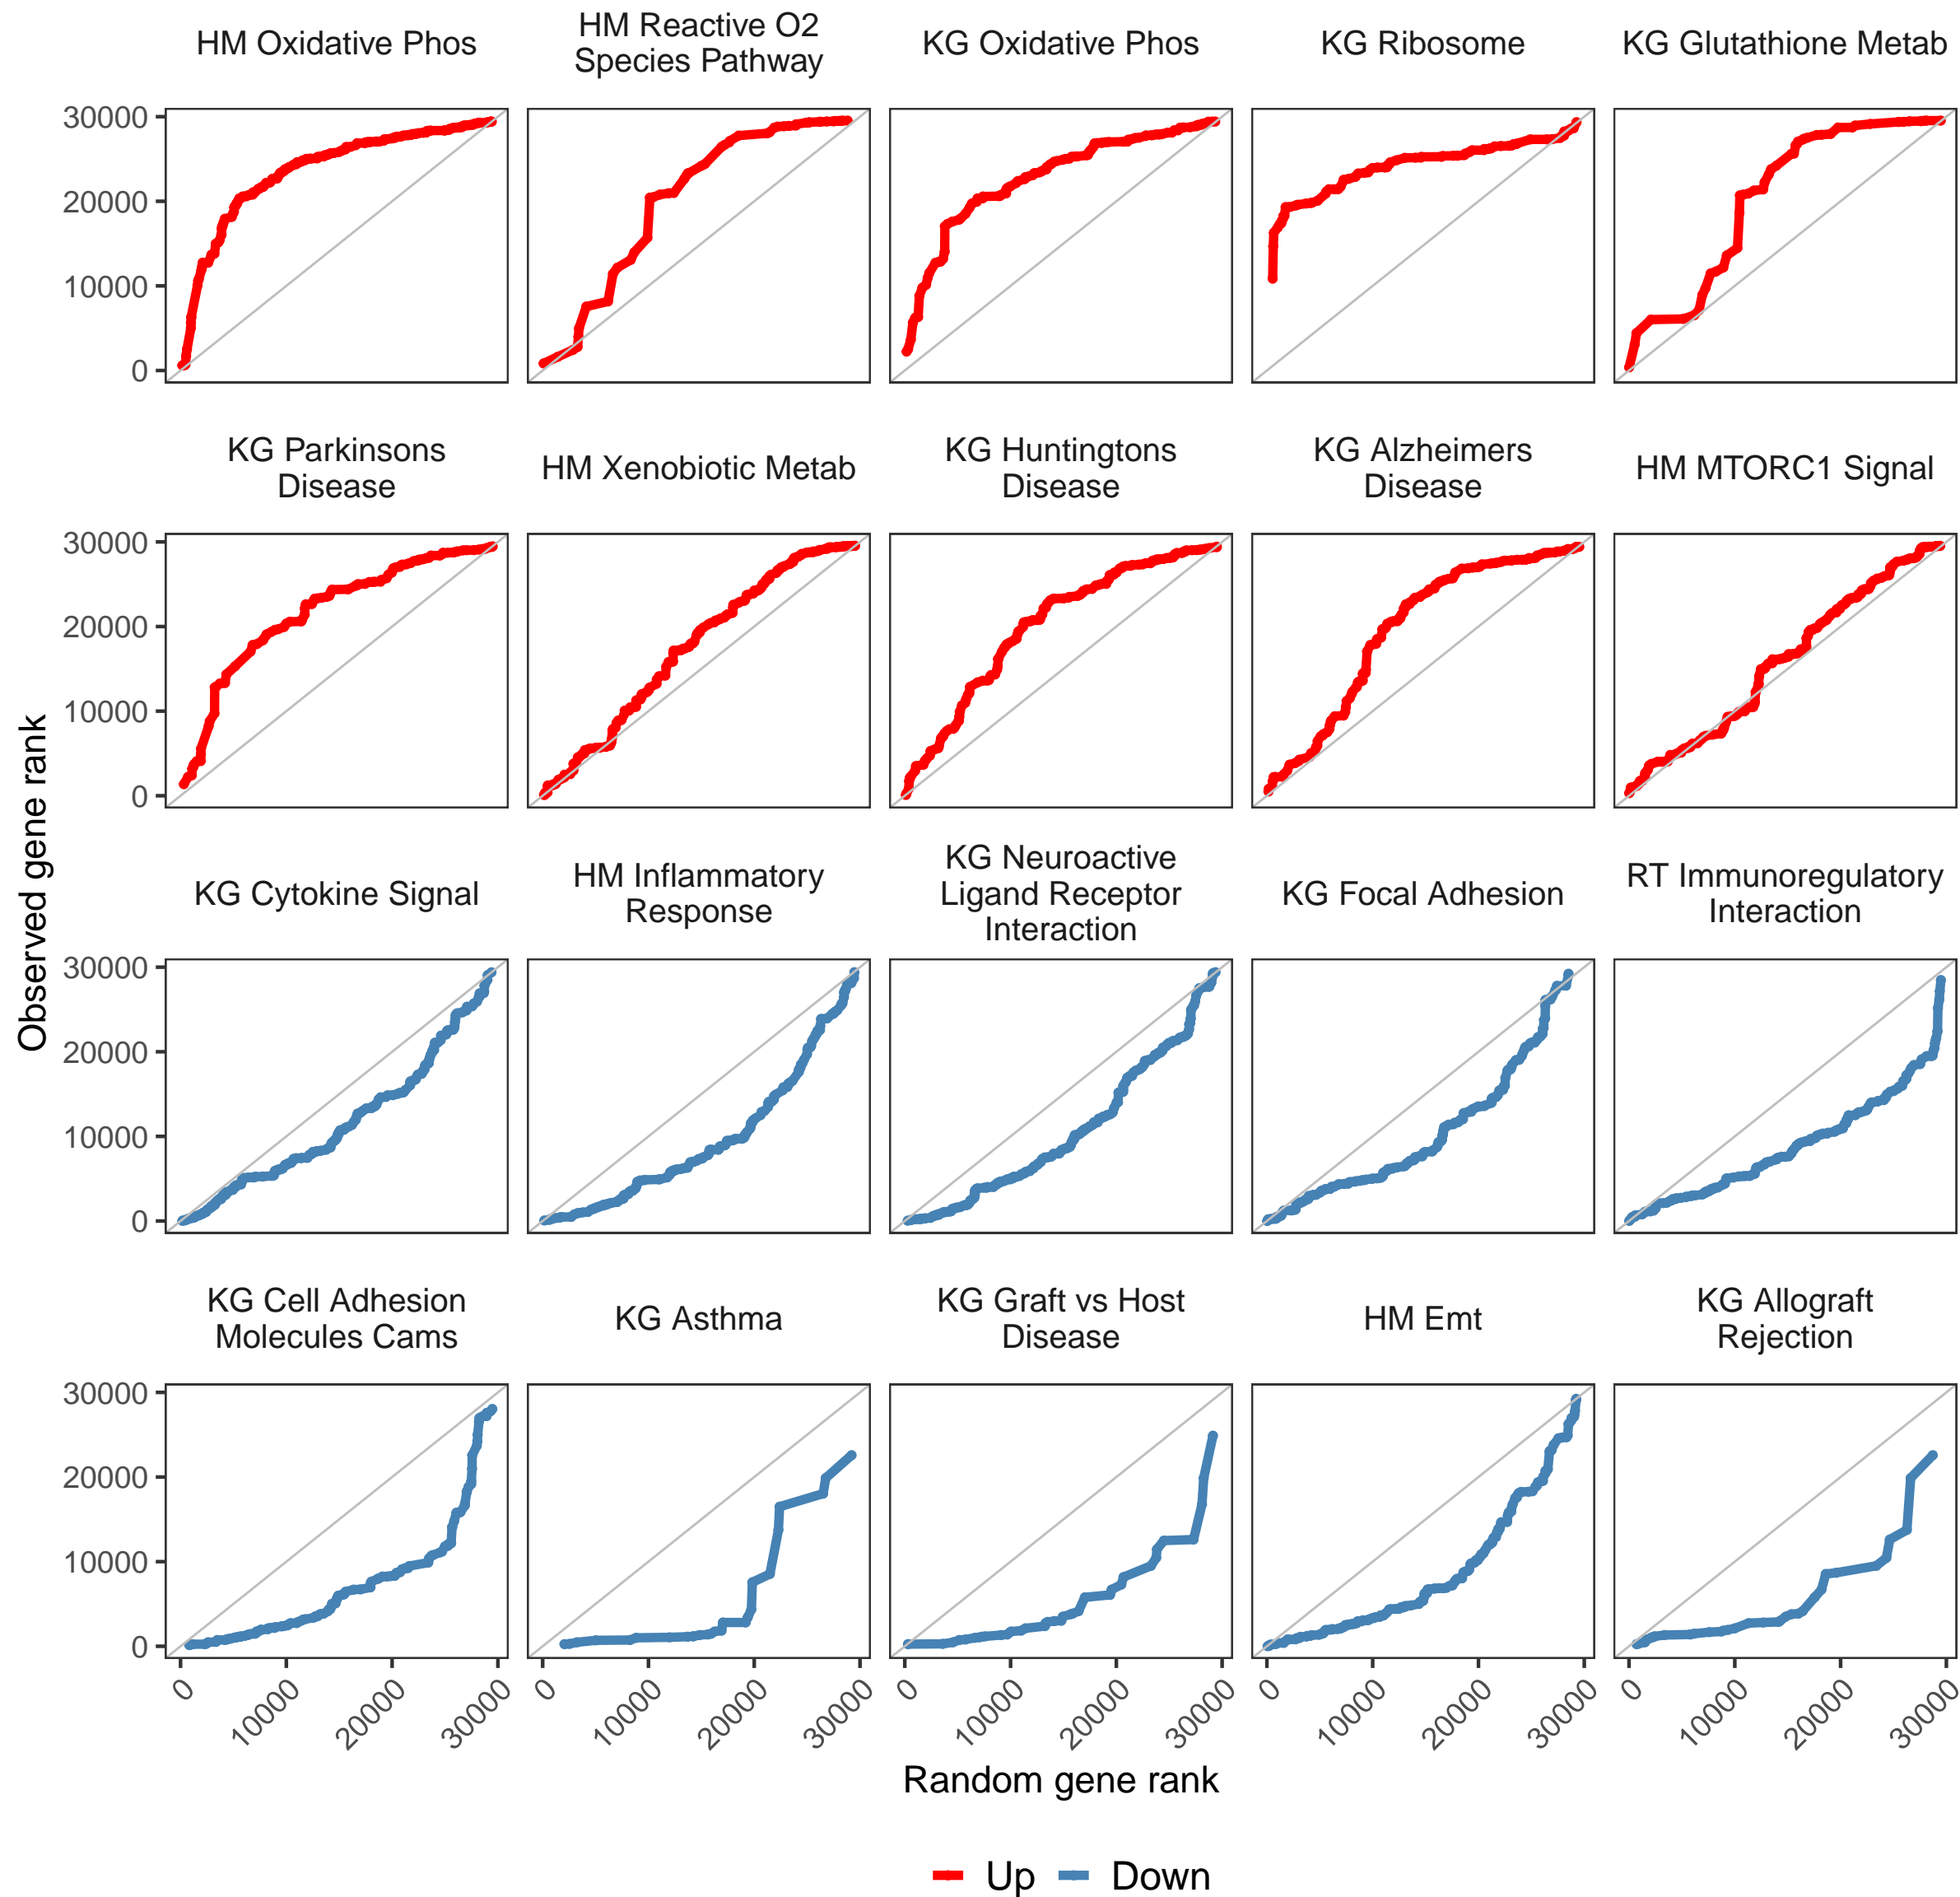 HM Oxidative Phos
HM Reactive O2
Species Pathway
KG Oxidative Phos
KG Ribosome
KG Glutathione Metab
30000
20000
10000
0
KG Parkinsons
Disease
HM Xenobiotic Metab
KG Huntingtons
Disease
KG Alzheimers
Disease
HM MTORC1 Signal
30000
20000
10000
0
Observed gene rank
KG Cytokine Signal
HM Inflammatory
Response
KG Neuroactive
Ligand Receptor
Interaction
KG Focal Adhesion
RT Immunoregulatory
Interaction
30000
20000
10000
0
KG Cell Adhesion
Molecules Cams
KG Asthma
KG Graft vs Host
Disease
HM Emt
KG Allograft
Rejection
30000
20000
10000
0
0 10000 20000 30000
0 10000 20000 30000
0 10000 20000 30000
0 10000 20000 30000
0 10000 20000 30000
Random gene rank
Up Down